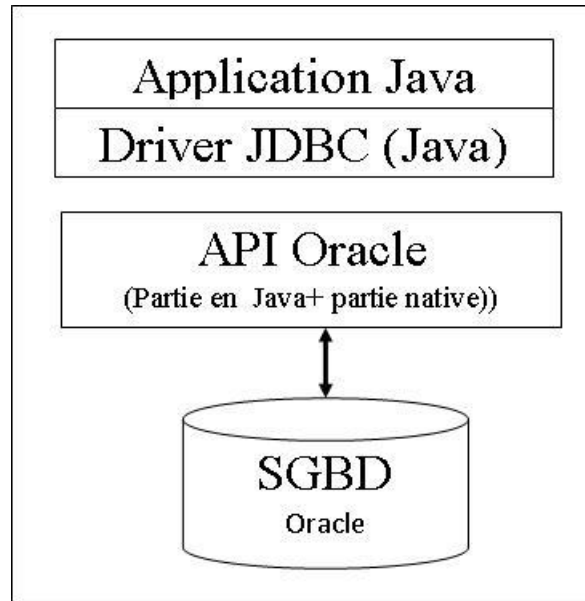 Application Java
Driver JDBC (Java)
API Oracle
(Partie en Java+ partie native))
SGBD
Oracle